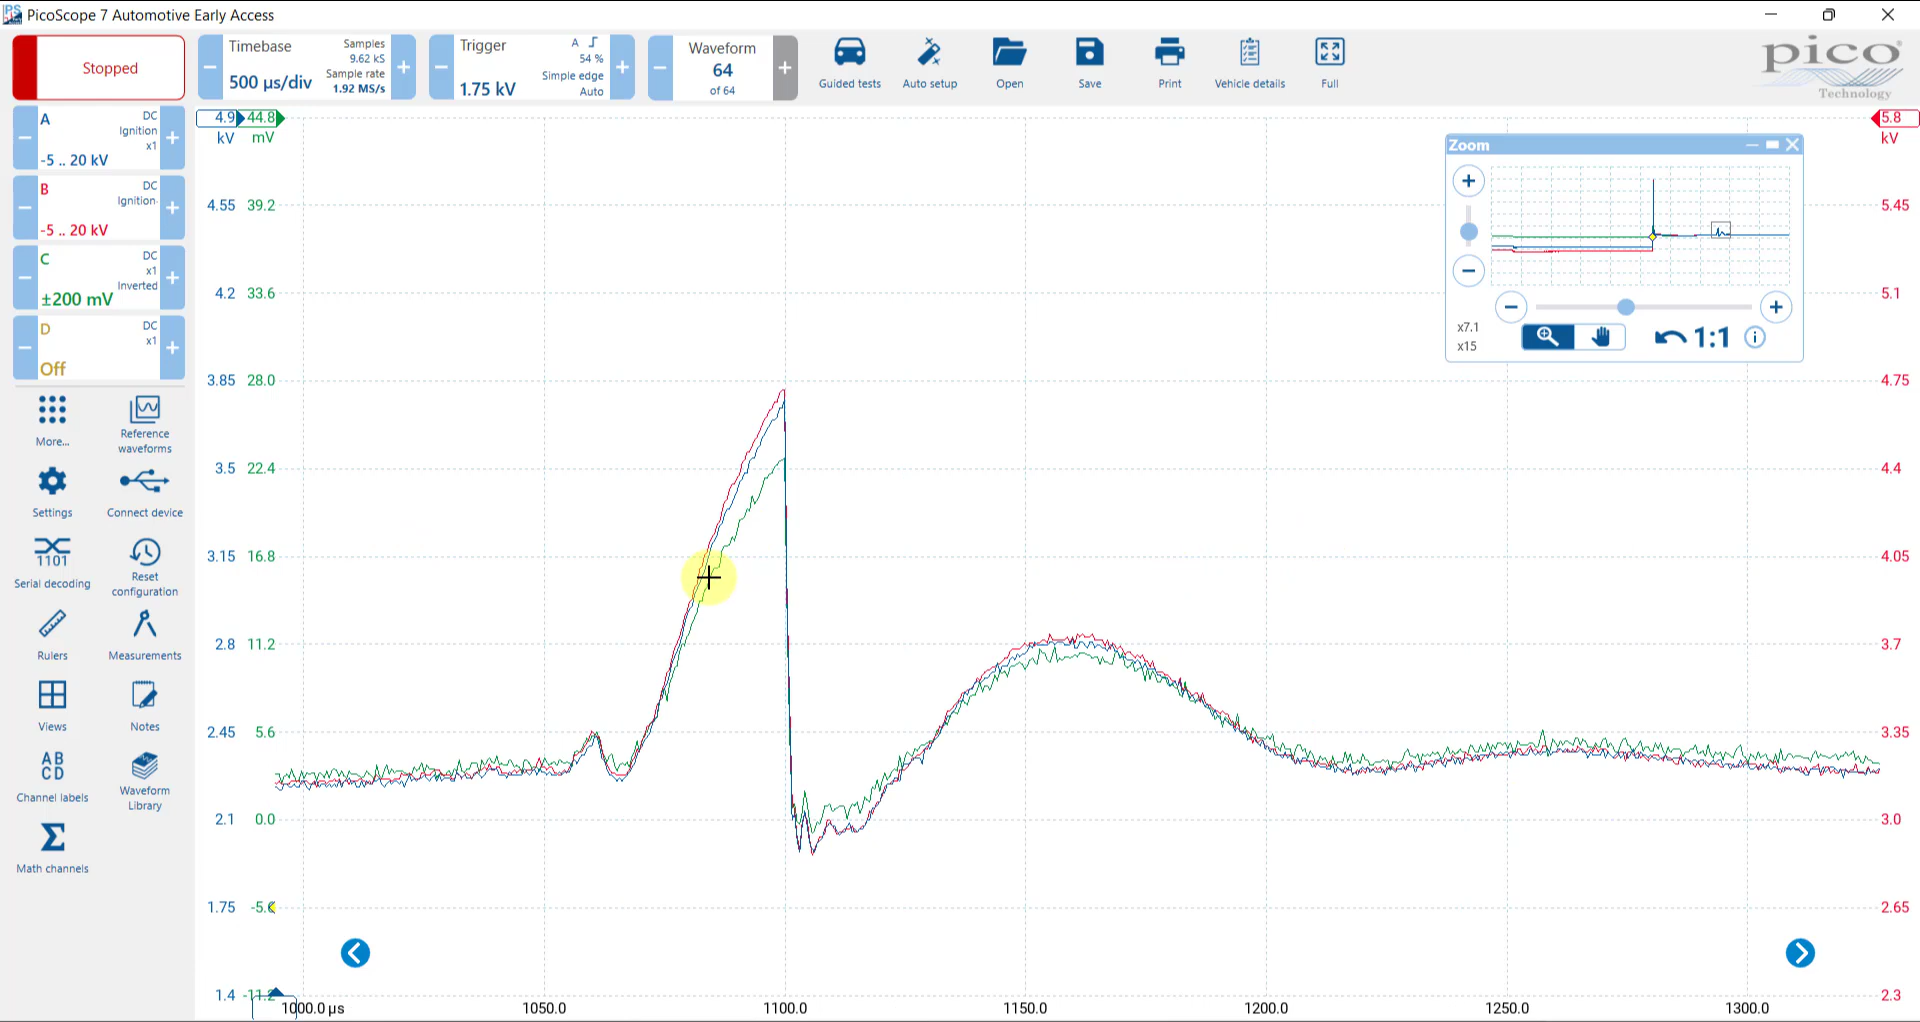 PicoScope 7 Automotive Early Access
Stopped
Timebase
500 µs/div
Samples
9.62 kS
Sample rate
1.92 MS/s
Trigger
1.75 kV
A
54 %
Simple edge
Auto
Waveform
64
of 64
Guided tests
Auto setup
Open
Save
Print
Vehicle details
Full
pico
Technology
A
DC
Ignition
x1
-5 .. 20 kV
B
DC
Ignition
-5 .. 20 kV
C
DC
x1
Inverted
±200 mV
D
DC
x1
Off
More...
Reference
waveforms
Settings
Connect device
1101
Serial decoding
Reset
configuration
Rulers
Measurements
Views
Notes
AB
CD
Channel labels
Waveform
Library
Math channels
4.9 44.8
kV mV
4.55 39.2
4.2 33.6
3.85 28.0
3.5 22.4
3.15 16.8
2.8 11.2
2.45 5.6
2.1 0.0
1.75 -5.6
1.4 -11.2
5.8
kV
5.45
5.1
4.75
4.4
4.05
3.7
3.35
3.0
2.65
2.3
Zoom
x7.1
x15
1:1
i
1000.0 µs
1050.0
1100.0
1150.0
1200.0
1250.0
1300.0